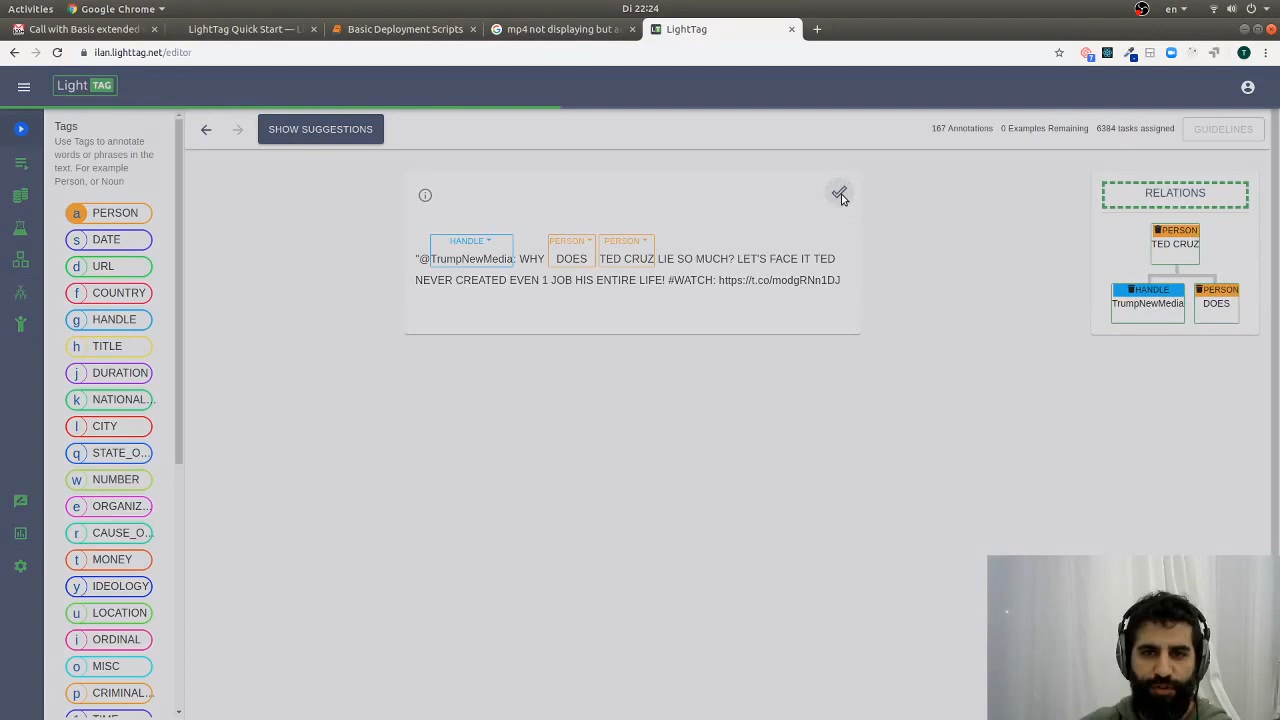 Activities
Google Chrome
Di 22:24
en
Call with Basis extended
LightTag Quick Start —
Basic Deployment Scripts
mp4 not displaying but a
LightTag
ilan.lighttag.net/editor
T
Light TAG
Tags
Use Tags to annotate
words or phrases in the
text. For example
Person, or Noun
a PERSON
s DATE
d URL
f COUNTRY
g HANDLE
h TITLE
j DURATION
k NATIONAL...
l CITY
q STATE_O...
w NUMBER
e ORGANIZ...
r CAUSE_O...
t MONEY
y IDEOLOGY
u LOCATION
i ORDINAL
o MISC
p CRIMINAL...
SHOW SUGGESTIONS
167 Annotations 0 Examples Remaining 6384 tasks assigned
GUIDELINES
HANDLE PERSON PERSON
"@TrumpNewMedia: WHY DOES TED CRUZ LIE SO MUCH? LET'S FACE IT TED
NEVER CREATED EVEN 1 JOB HIS ENTIRE LIFE! #WATCH: https://t.co/modgRNn1DJ
RELATIONS
PERSON
TED CRUZ
HANDLE PERSON
TrumpNewMedia DOES